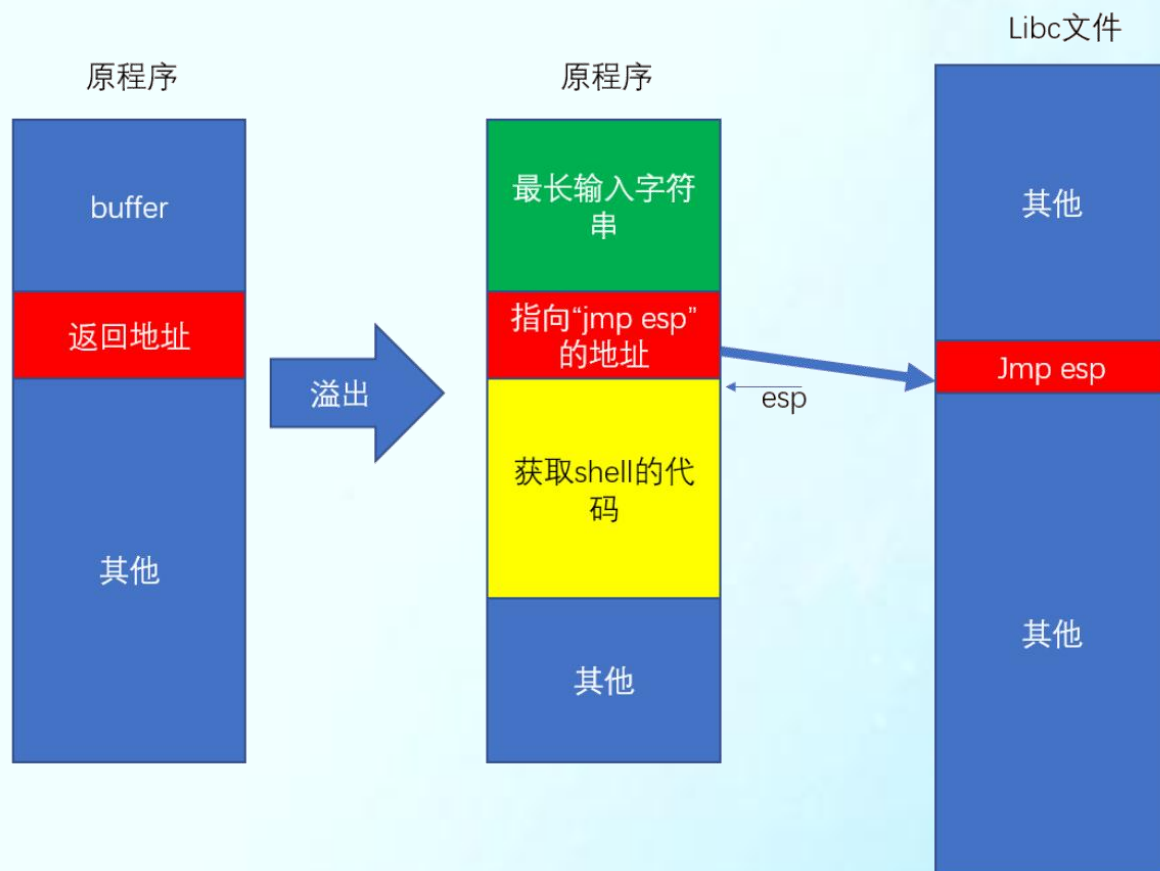 原程序
buffer
返回地址
其他
溢出
原程序
最长输入字符
串
指向“jmp esp”
的地址
esp
获取shell的代
码
其他
Libc文件
其他
Jmp esp
其他